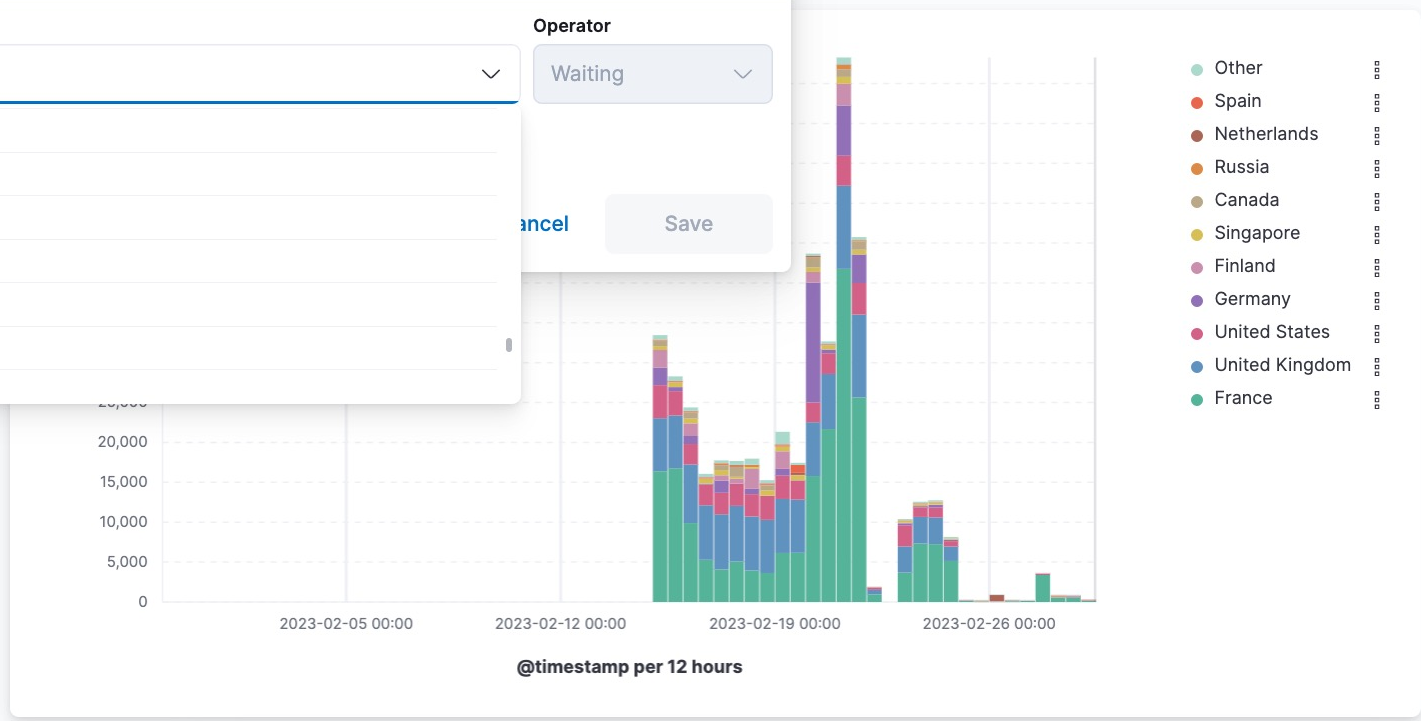 Operator
Waiting
Save
Other
Spain
Netherlands
Russia
Canada
Singapore
Finland
Germany
United States
United Kingdom
France
20,000
15,000
10,000
5,000
0
2023-02-05 00:00
2023-02-12 00:00
2023-02-19 00:00
2023-02-26 00:00
@timestamp per 12 hours